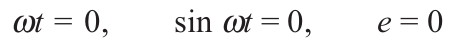 ωt = 0, sin ωt = 0, e = 0